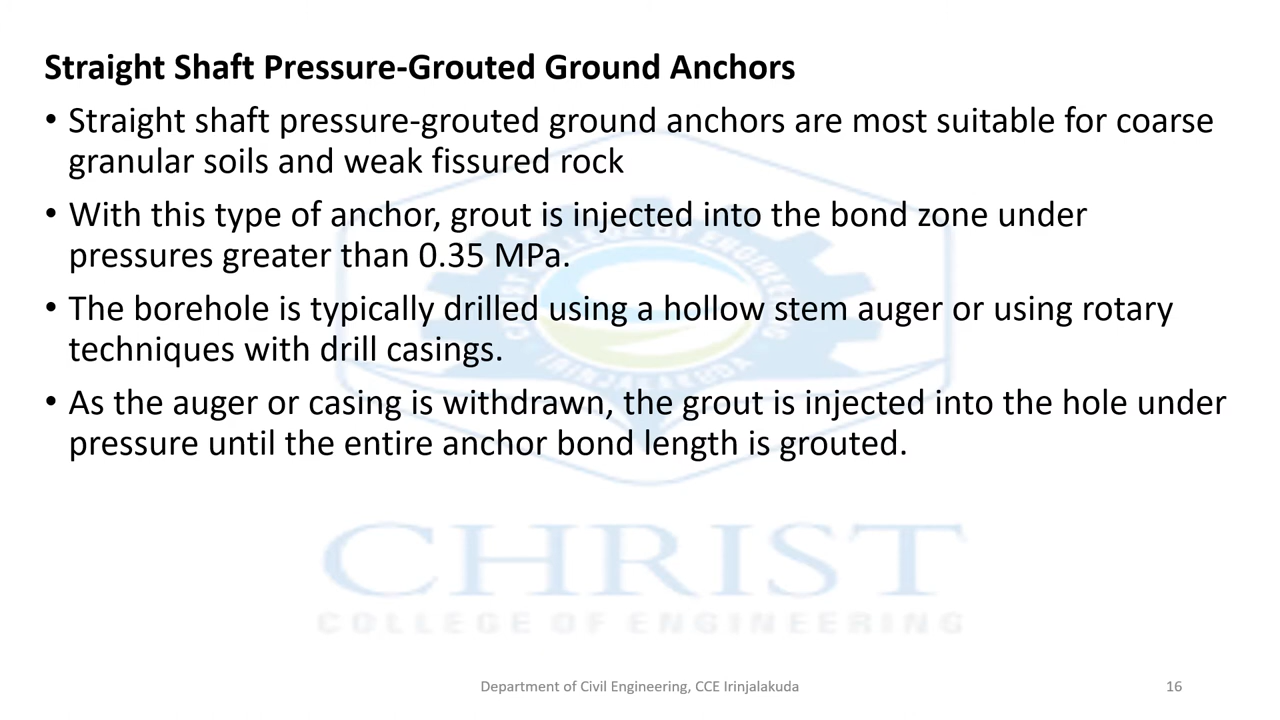 Straight Shaft Pressure-Grouted Ground Anchors
• Straight shaft pressure-grouted ground anchors are most suitable for coarse
granular soils and weak fissured rock
• With this type of anchor, grout is injected into the bond zone under
pressures greater than 0.35 MPa.
• The borehole is typically drilled using a hollow stem auger or using rotary
techniques with drill casings.
• As the auger or casing is withdrawn, the grout is injected into the hole under
pressure until the entire anchor bond length is grouted.
IRINJALAKUDA
CHRIST
COLLEGE OF ENGINEERING
Department of Civil Engineering, CCE Irinjalakuda
16